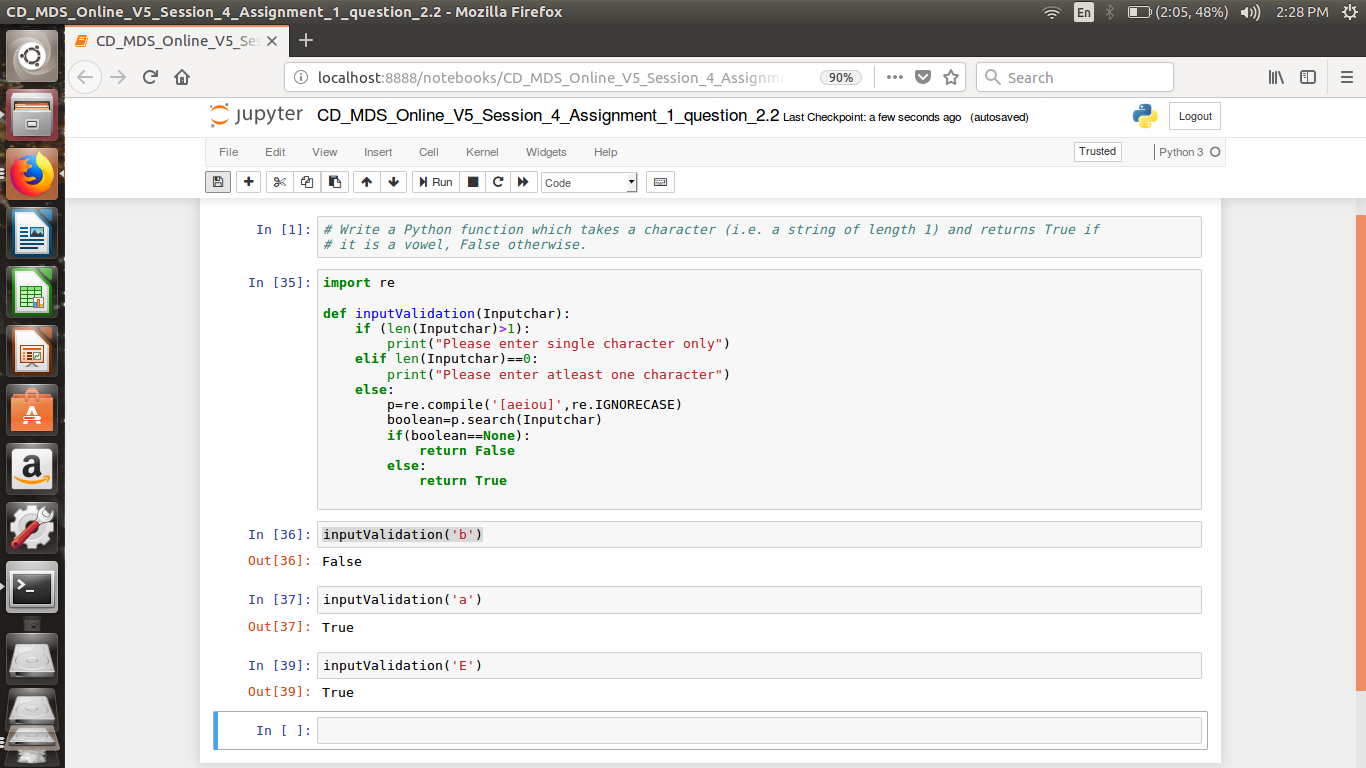 CD_MDS_Online_V5_Session_4_Assignment_1_question_2.2 - Mozilla Firefox
En
(2:05, 48%)
2:28 PM
CD_MDS_Online_V5_Se
localhost:8888/notebooks/CD_MDS_Online_V5_Session_4_Assignm
90%
Search
jupyter
CD_MDS_Online_V5_Session_4_Assignment_1_question_2.2 Last Checkpoint: a few seconds ago (autosaved)
Logout
File Edit View Insert Cell Kernel Widgets Help
Trusted
Python 3
Run
Code
In [1]: # Write a Python function which takes a character (i.e. a string of length 1) and returns True if
# it is a vowel, False otherwise.
In [35]: import re
def inputValidation(Inputchar):
    if (len(Inputchar)>1):
        print("Please enter single character only")
    elif len(Inputchar)==0:
        print("Please enter atleast one character")
    else:
        p=re.compile('[aeiou]',re.IGNORECASE)
        boolean=p.search(Inputchar)
        if(boolean==None):
            return False
        else:
            return True
In [36]: inputValidation('b')
Out[36]: False
In [37]: inputValidation('a')
Out[37]: True
In [39]: inputValidation('E')
Out[39]: True
In [ ]: